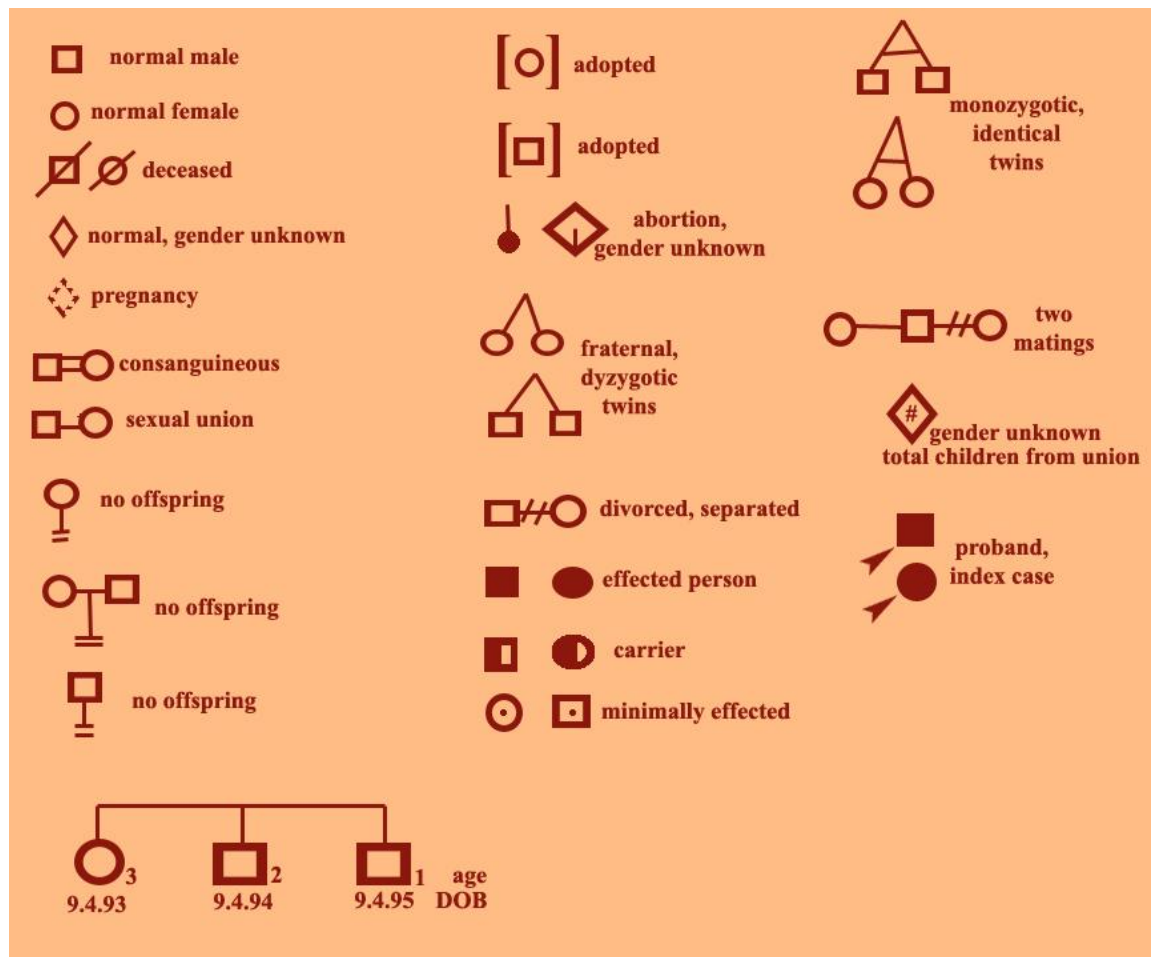 normal male
normal female
deceased
normal, gender unknown
pregnancy
consanguineous
sexual union
no offspring
no offspring
no offspring
adopted
adopted
abortion,
gender unknown
fraternal,
dyzygotic
twins
divorced, separated
effected person
carrier
minimally effected
monozygotic,
identical
twins
two
matings
#
gender unknown
total children from union
proband,
index case
3 2 1 age
9.4.93 9.4.94 9.4.95 DOB